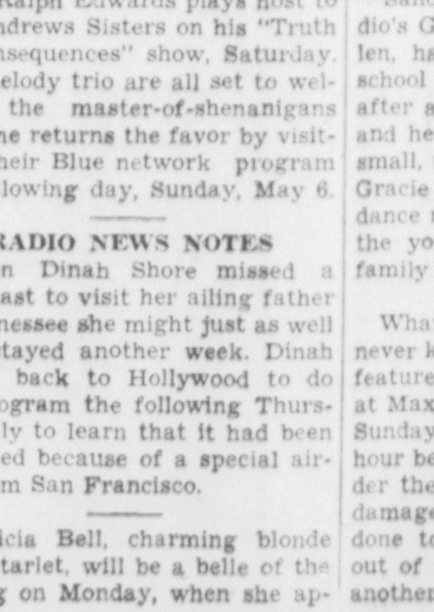 Ralph Edwards plays host to
ndrews Sisters on his "Truth
nsequences" show, Saturday.
elody trio are all set to wel-
the master-of-shenanigans
ne returns the favor by visit-
heir Blue network program
lowing day, Sunday, May 6.
RADIO NEWS NOTES
n Dinah Shore missed a
ast to visit her ailing father
nessee she might just as well
tayed another week. Dinah
back to Hollywood to do
ogram the following Thurs-
ly to learn that it had been
ed because of a special air-
m San Francisco.
icia Bell, charming blonde
tarlet, will be a belle of the
g on Monday, when she ap-
dio's G
len, ha
school
after a
and he
small,
Gracie
dance
the yo
family
Wha
never k
feature
at Max
Sunday
hour be
der the
damage
done to
out of
another